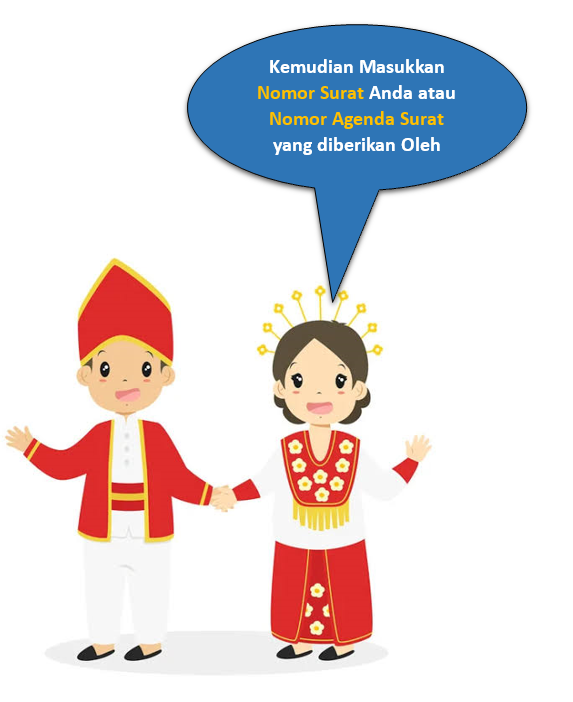 Kemudian Masukkan
Nomor Surat Anda atau
Nomor Agenda Surat
yang diberikan Oleh